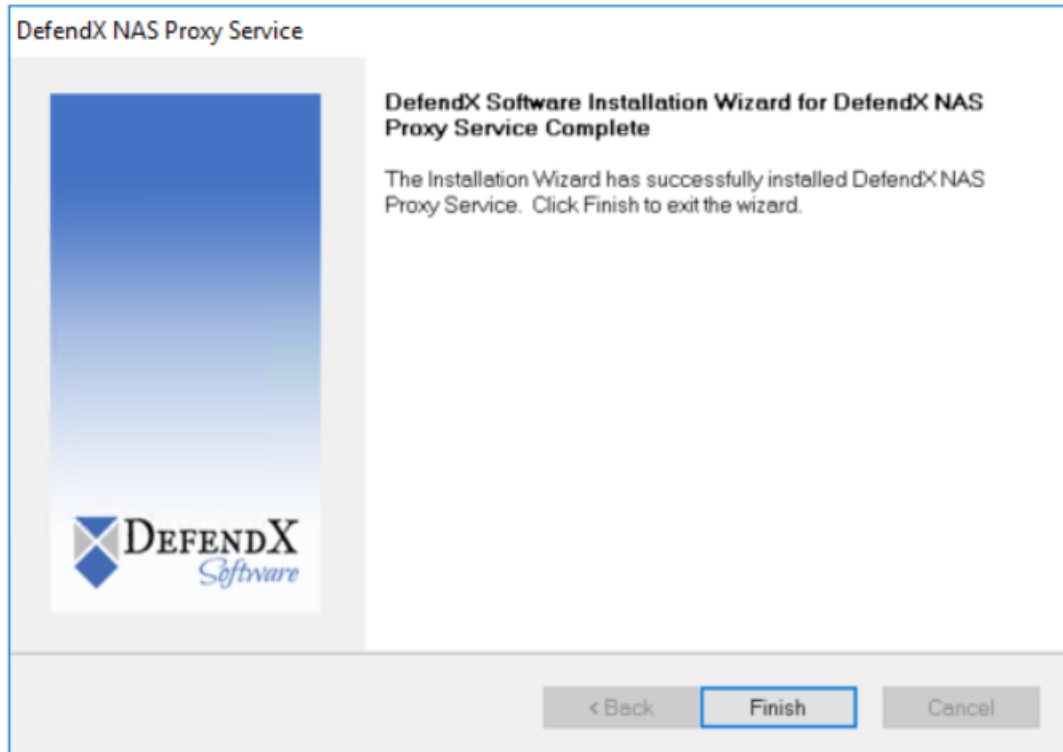 DefendX NAS Proxy Service
DefendX Software Installation Wizard for DefendX NAS
Proxy Service Complete
The Installation Wizard has successfully installed DefendX NAS
Proxy Service. Click Finish to exit the wizard.
DEFENDX
Software
< Back
Finish
Cancel